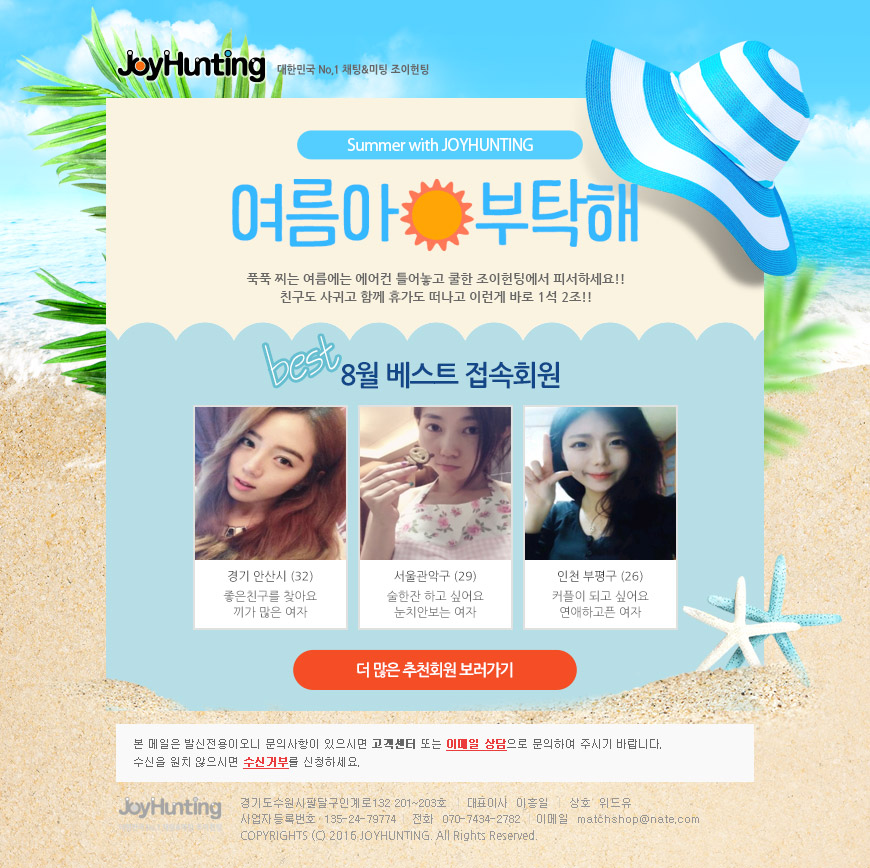 JoyHunting 대한민국 No.1 채팅&미팅 조이헌팅
Summer with JOYHUNTING
여름아 부탁해
푹푹 찌는 여름에는 에어컨 틀어놓고 쿨한 조이헌팅에서 피서하세요!!
친구도 사귀고 함께 휴가도 떠나고 이런게 바로 1석 2조!!
best 8월 베스트 접속회원
경기 안산시 (32)
좋은친구를 찾아요
끼가 많은 여자
서울관악구 (29)
술한잔 하고 싶어요
눈치안보는 여자
인천 부평구 (26)
커플이 되고 싶어요
연애하고픈 여자
더 많은 추천회원 보러가기
본 메일은 발신전용이오니 문의사항이 있으시면 고객센터 또는 이메일 상담으로 문의하여 주시기 바랍니다.
수신을 원치 않으시면 수신거부를 신청하세요.
JoyHunting
경기도수원시팔달구인계로132 201~203호 | 대표이사 이홍일 | 상호 위드유
사업자등록번호 · 135-24-79774 | 전화 070-7434-2782 | 이메일 matchshop@nate.com
COPYRIGHTS (C) 2016 JOYHUNTING. All Rights Reserved.